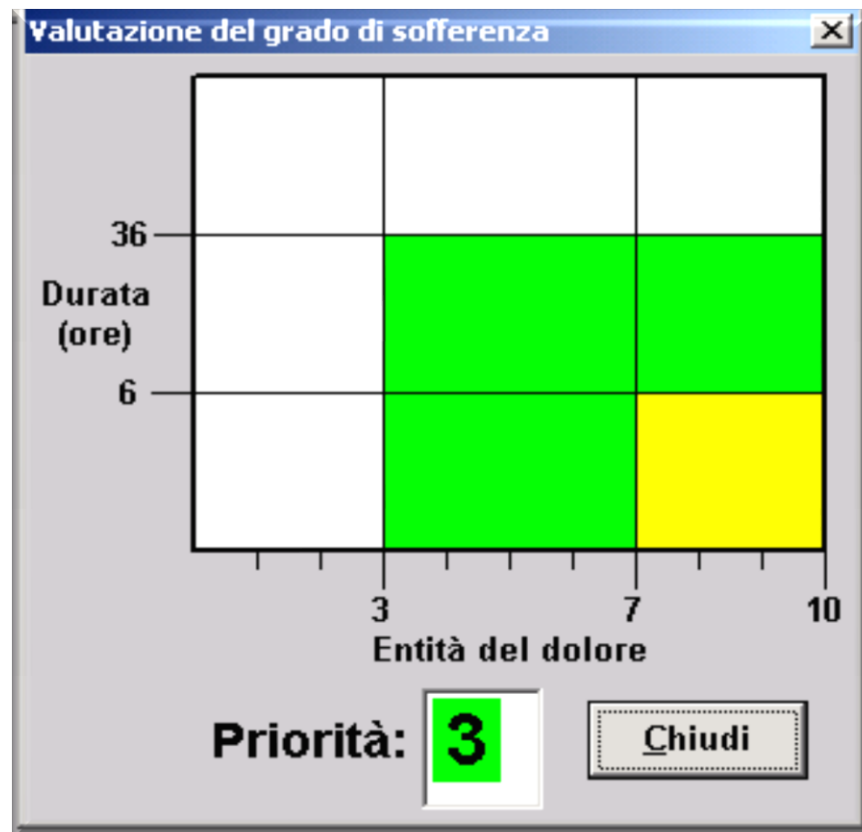 Valutazione del grado di sofferenza
36
Durata
(ore)
6
3 7 10
Entità del dolore
Priorità: 3 Chiudi